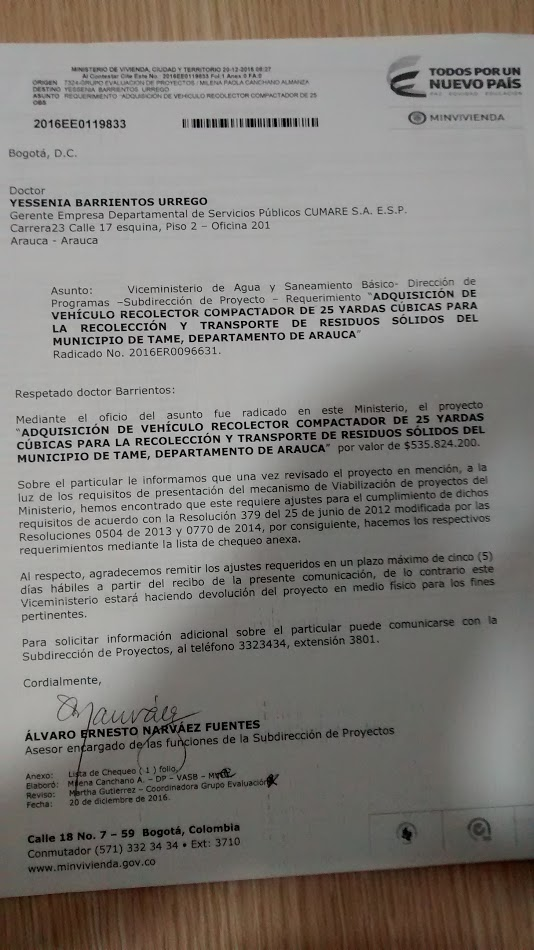 MINISTERIO DE VIVIENDA, CIUDAD Y TERRITORIO 20-12-2016 08:27
Al Contestar Cite Este No. 2016EE0119833 Fol:1 Anex:0 FA:0
ORIGEN 7324-GRUPO EVALUACION DE PROYECTOS / MILENA PAOLA CANCHANO ALMANZA
DESTINO YESSENIA BARRIENTOS URREGO
ASUNTO REQUERIMIENTO "ADQUISICIÓN DE VEHÍCULO RECOLECTOR COMPACTADOR DE 25
OBS
2016EE0119833
TODOS POR UN
NUEVO PAÍS
PAZ EQUIDAD EDUCACIÓN
MINVIVIENDA
Bogotá, D.C.
Doctor
YESSENIA BARRIENTOS URREGO
Gerente Empresa Departamental de Servicios Públicos CUMARE S.A. E.S.P.
Carrera23 Calle 17 esquina, Piso 2 – Oficina 201
Arauca - Arauca
Asunto: Viceministerio de Agua y Saneamiento Básico- Dirección de
Programas –Subdirección de Proyecto – Requerimiento "ADQUISICIÓN DE
VEHÍCULO RECOLECTOR COMPACTADOR DE 25 YARDAS CÚBICAS PARA
LA RECOLECCIÓN Y TRANSPORTE DE RESIDUOS SÓLIDOS DEL
MUNICIPIO DE TAME, DEPARTAMENTO DE ARAUCA"
Radicado No. 2016ER0096631.
Respetado doctor Barrientos:
Mediante el oficio del asunto fue radicado en este Ministerio, el proyecto
"ADQUISICIÓN DE VEHÍCULO RECOLECTOR COMPACTADOR DE 25 YARDAS
CÚBICAS PARA LA RECOLECCIÓN Y TRANSPORTE DE RESIDUOS SÓLIDOS DEL
MUNICIPIO DE TAME, DEPARTAMENTO DE ARAUCA" por valor de $535.824.200.
Sobre el particular le informamos que una vez revisado el proyecto en mención, a la
luz de los requisitos de presentación del mecanismo de Viabilización de proyectos del
Ministerio, hemos encontrado que este requiere ajustes para el cumplimiento de dichos
requisitos de acuerdo con la Resolución 379 del 25 de junio de 2012 modificada por las
Resoluciones 0504 de 2013 y 0770 de 2014, por consiguiente, hacemos los respectivos
requerimientos mediante la lista de chequeo anexa.
Al respecto, agradecemos remitir los ajustes requeridos en un plazo máximo de cinco (5)
días hábiles a partir del recibo de la presente comunicación, de lo contrario este
Viceministerio estará haciendo devolución del proyecto en medio físico para los fines
pertinentes.
Para solicitar información adicional sobre el particular puede comunicarse con la
Subdirección de Proyectos, al teléfono 3323434, extensión 3801.
Cordialmente,
ÁLVARO ERNESTO NARVÁEZ FUENTES
Asesor encargado de las funciones de la Subdirección de Proyectos
Anexo: Lista de Chequeo ( 1 ) folio
Elaboró: Milena Canchano A. – DP – VASB –
Reviso: Martha Gutierrez – Coordinadora Grupo Evaluación
Fecha: 20 de diciembre de 2016.
Calle 18 No. 7 – 59 Bogotá, Colombia
Conmutador (571) 332 34 34 • Ext: 3710
www.minvivienda.gov.co